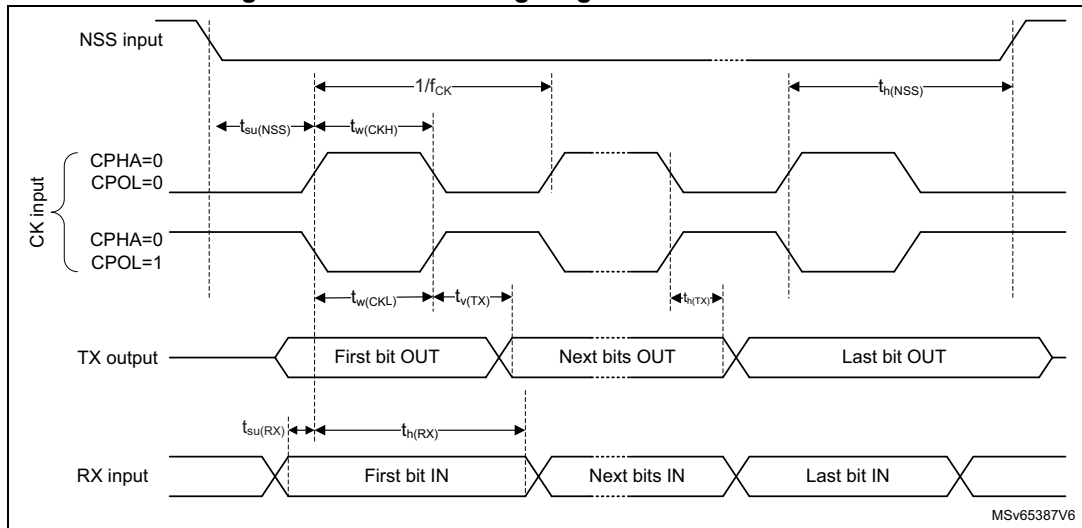 NSS input
1/fCK
th(NSS)
tsu(NSS)
tw(CKH)
CPHA=0
CPOL=0
CK input
CPHA=0
CPOL=1
tw(CKL)
tv(TX)
th(TX)
TX output
First bit OUT
Next bits OUT
Last bit OUT
tsu(RX)
th(RX)
RX input
First bit IN
Next bits IN
Last bit IN
MSv65387V6